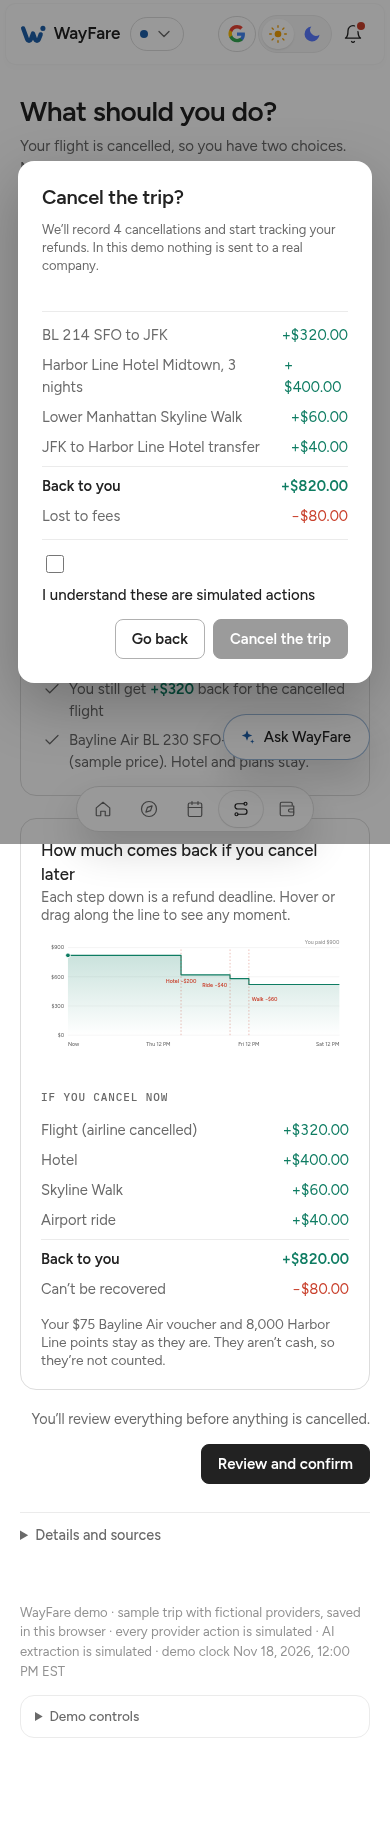 WayFare
What should you do?
Your flight is cancelled, so you have two choices.
Cancel the trip?
We'll record 4 cancellations and start tracking your
refunds. In this demo nothing is sent to a real
company.
BL 214 SFO to JFK +$320.00
Harbor Line Hotel Midtown, 3 +
nights $400.00
Lower Manhattan Skyline Walk +$60.00
JFK to Harbor Line Hotel transfer +$40.00
Back to you +$820.00
Lost to fees −$80.00
I understand these are simulated actions
Go back Cancel the trip
You still get +$320 back for the cancelled
flight
Bayline Air BL 230 SFO-
Ask WayFare
(sample price). Hotel and plans stay.
How much comes back if you cancel
later
Each step down is a refund deadline. Hover or
drag along the line to see any moment.
You paid $900
$900
$600
$300
$0
Hotel −$200
Ride −$40
Walk −$60
Now Thu 12 PM Fri 12 PM Sat 12 PM
IF YOU CANCEL NOW
Flight (airline cancelled) +$320.00
Hotel +$400.00
Skyline Walk +$60.00
Airport ride +$40.00
Back to you +$820.00
Can't be recovered −$80.00
Your $75 Bayline Air voucher and 8,000 Harbor
Line points stay as they are. They aren't cash, so
they're not counted.
You'll review everything before anything is cancelled.
Review and confirm
Details and sources
WayFare demo · sample trip with fictional providers, saved
in this browser · every provider action is simulated · AI
extraction is simulated · demo clock Nov 18, 2026, 12:00
PM EST
Demo controls